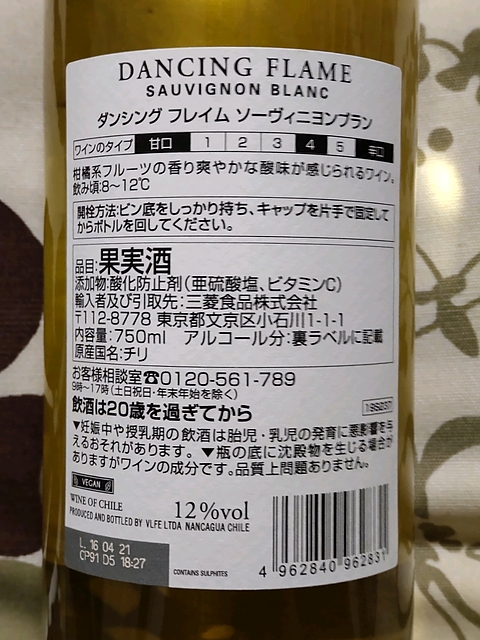 DANCING FLAME
SAUVIGNON BLANC
ダンシング フレイム ソーヴィニヨンブラン
ワインのタイプ 甘口 1 2 3 4 5 辛口
柑橘系フルーツの香り爽やかな酸味が感じられるワイン。
飲み頃:8~12℃
開栓方法:ビン底をしっかり持ち、キャップを片手で固定して
からボトルを回してください。
品目:果実酒
添加物:酸化防止剤(亜硫酸塩、ビタミンC)
輸入者及び引取先:三菱食品株式会社
〒112-8778 東京都文京区小石川1-1-1
内容量:750ml アルコール分:裏ラベルに記載
原産国名:チリ
お客様相談室☎0120-561-789
9時~17時(土日祝日・年末年始を除く)
飲酒は20歳を過ぎてから
▼妊娠中や授乳期の飲酒は胎児・乳児の発育に悪影響を与
えるおそれがあります。▼瓶の底に沈殿物を生じる場合が
ありますがワインの成分です。品質上問題ありません。
VEGAN
WINE OF CHILE
12%vol
PRODUCED AND BOTTLED BY VLFE LTDA NANCAGUA CHILE
L. 16 04 21
CP91 D5 18:27
CONTAINS SULPHITES
4 962840 962831